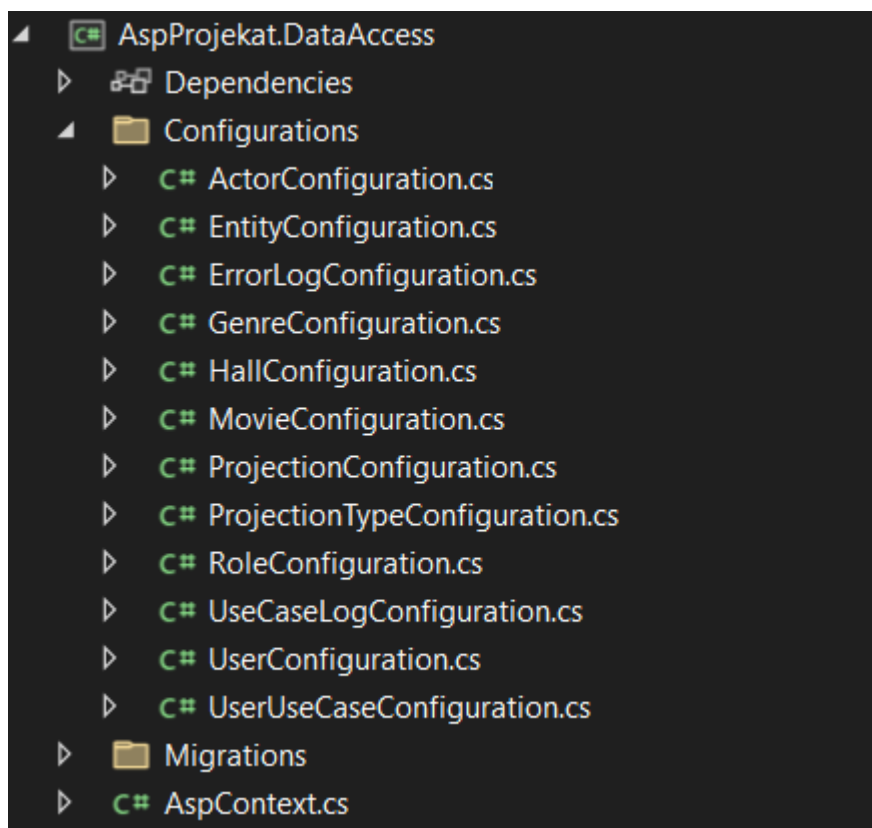 C# AspProjekat.DataAccess
Dependencies
Configurations
C# ActorConfiguration.cs
C# EntityConfiguration.cs
C# ErrorLogConfiguration.cs
C# GenreConfiguration.cs
C# HallConfiguration.cs
C# MovieConfiguration.cs
C# ProjectionConfiguration.cs
C# ProjectionTypeConfiguration.cs
C# RoleConfiguration.cs
C# UseCaseLogConfiguration.cs
C# UserConfiguration.cs
C# UserUseCaseConfiguration.cs
Migrations
C# AspContext.cs